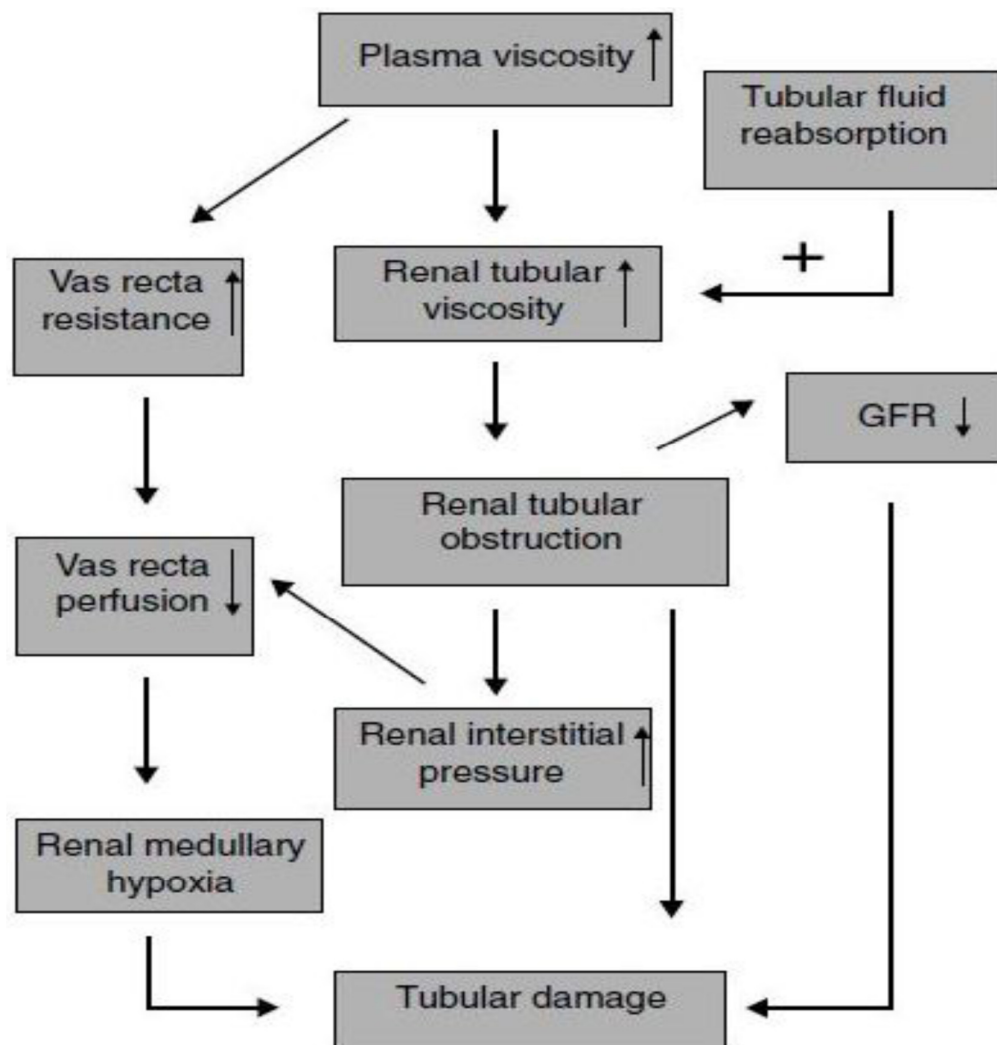 Plasma viscosity
Tubular fluid
reabsorption
+
Vas recta
resistance
Renal tubular
viscosity
GFR
Renal tubular
obstruction
Vas recta
perfusion
Renal interstitial
pressure
Renal medullary
hypoxia
Tubular damage